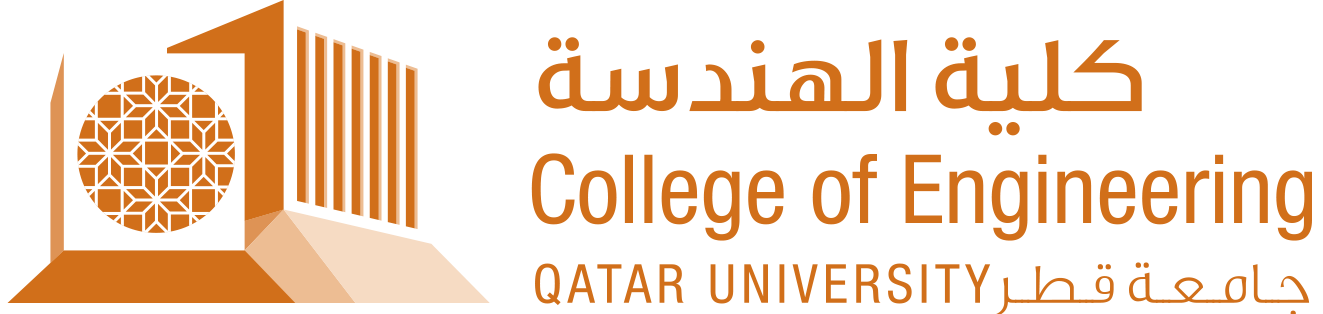 كلية الهندسة
College of Engineering
QATAR UNIVERSITY جامعة قطر